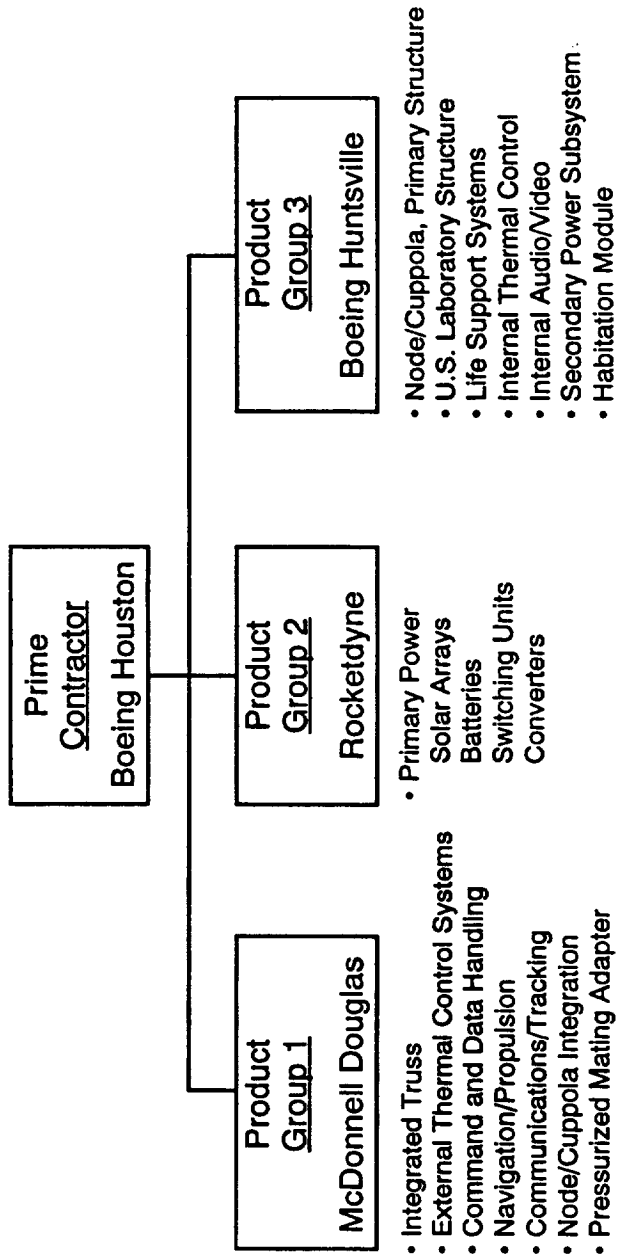 Prime
Contractor
Boeing Houston
Product
Group 1
McDonnell Douglas
• Integrated Truss
• External Thermal Control Systems
• Command and Data Handling
• Navigation/Propulsion
• Communications/Tracking
• Node/Cuppola Integration
• Pressurized Mating Adapter
Product
Group 2
Rocketdyne
• Primary Power
Solar Arrays
Batteries
Switching Units
Converters
Product
Group 3
Boeing Huntsville
• Node/Cuppola, Primary Structure
• U.S. Laboratory Structure
• Life Support Systems
• Internal Thermal Control
• Internal Audio/Video
• Secondary Power Subsystem
• Habitation Module